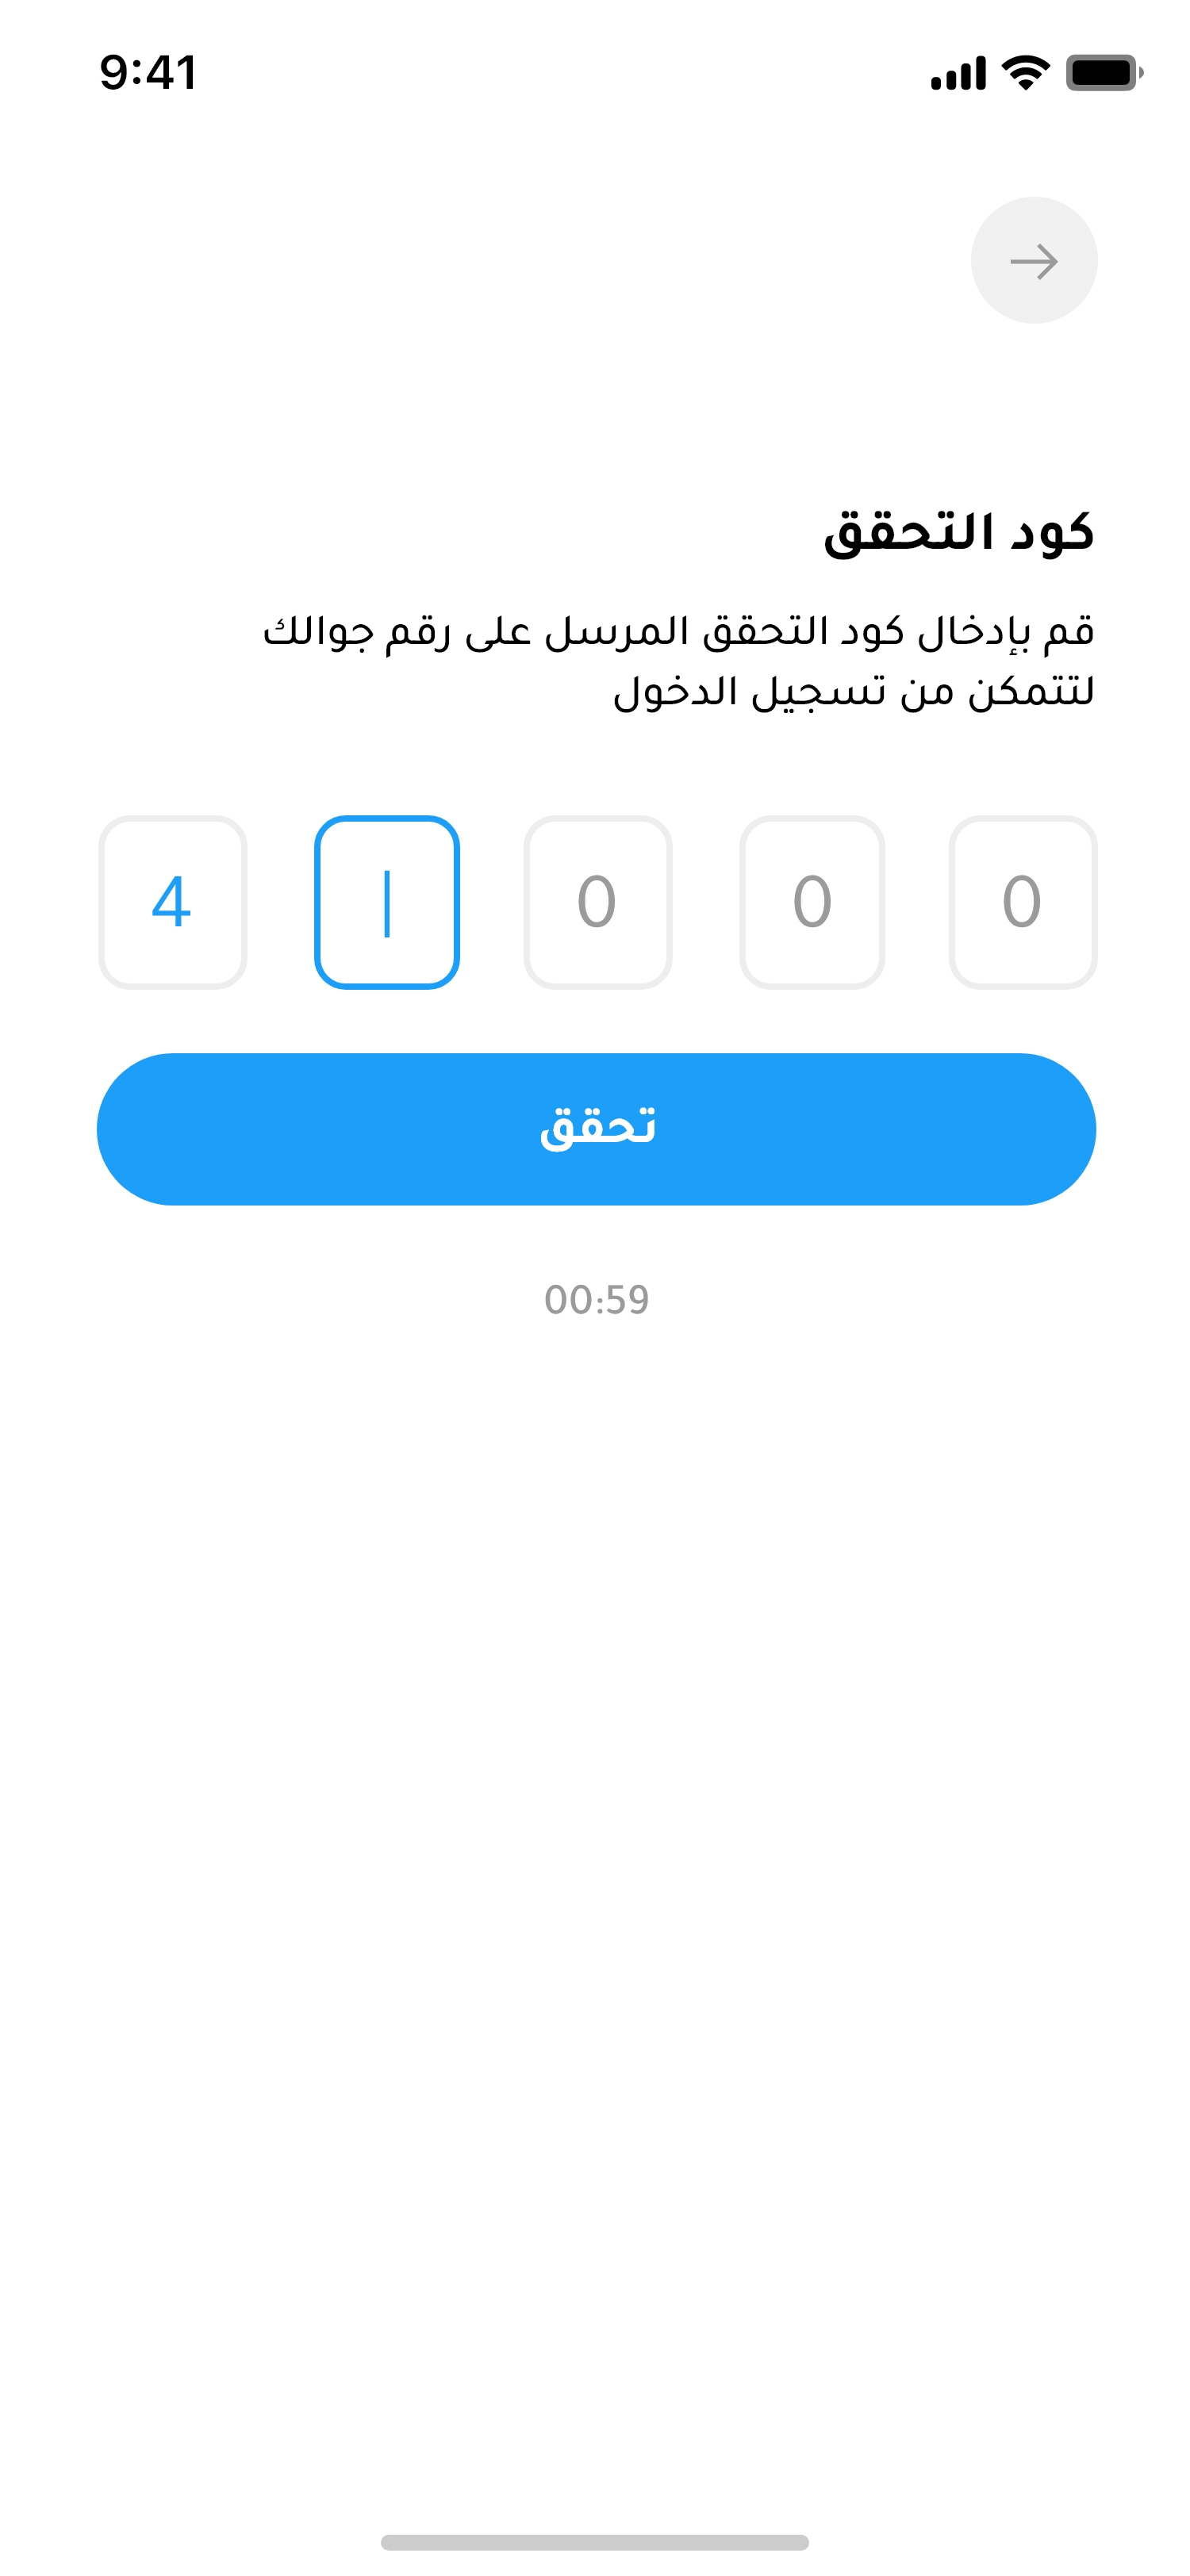 9:41
كود التحقق
قم بإدخال كود التحقق المرسل على رقم جوالك
لتتمكن من تسجيل الدخول
4 0 0 0
تحقق
00:59